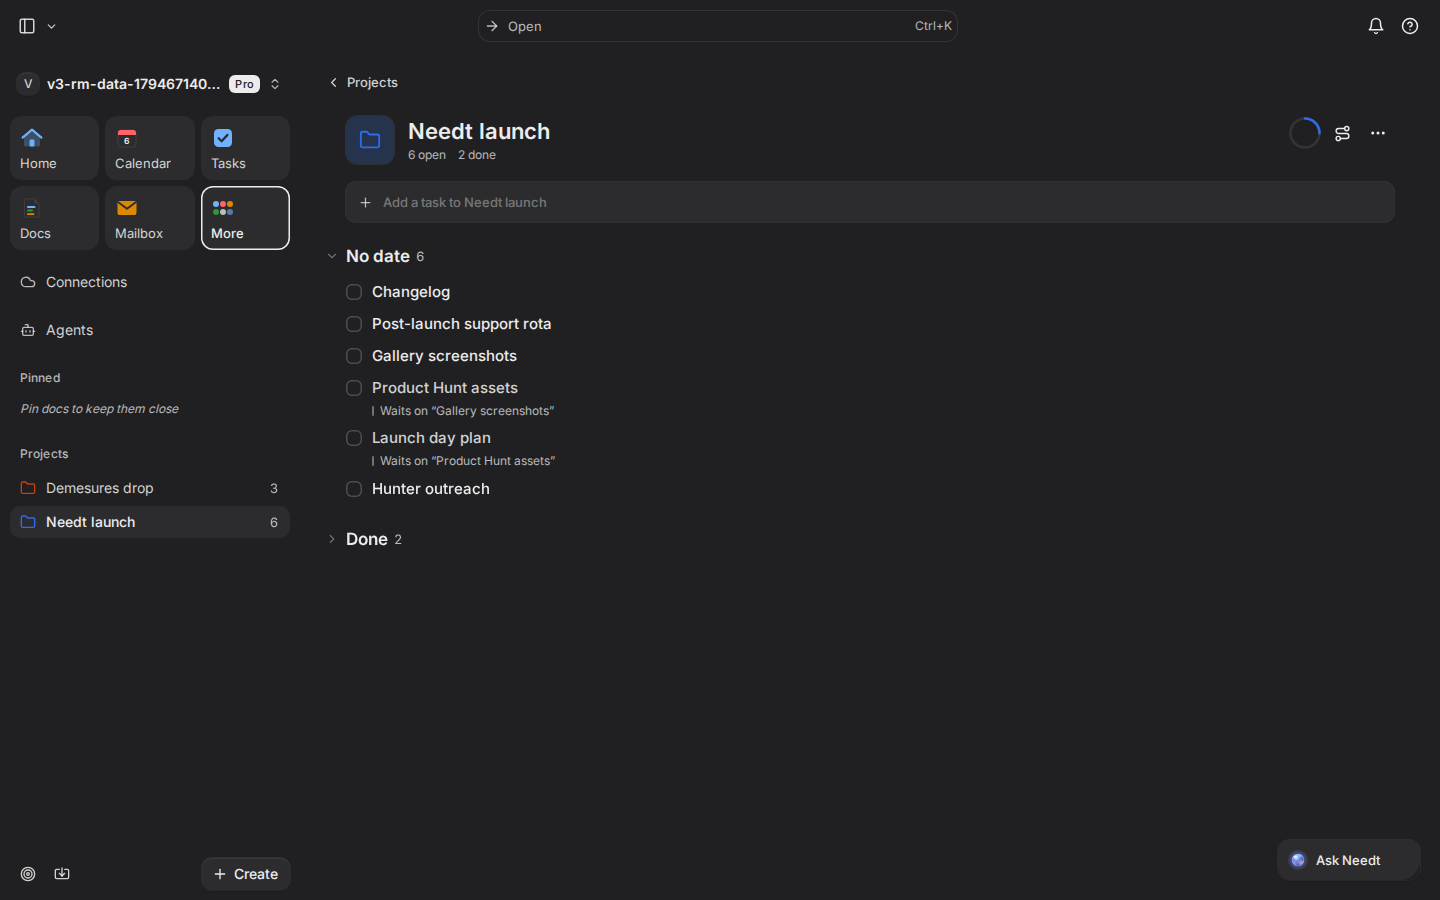 Open
Ctrl+K
V
v3-rm-data-179467140...
Pro
Home
6
Calendar
Tasks
Docs
Mailbox
More
Connections
Agents
Pinned
Pin docs to keep them close
Projects
Demesures drop
3
Needt launch
6
Create
Projects
Needt launch
6 open 2 done
Add a task to Needt launch
No date 6
Changelog
Post-launch support rota
Gallery screenshots
Product Hunt assets
Waits on “Gallery screenshots”
Launch day plan
Waits on “Product Hunt assets”
Hunter outreach
Done 2
Ask Needt